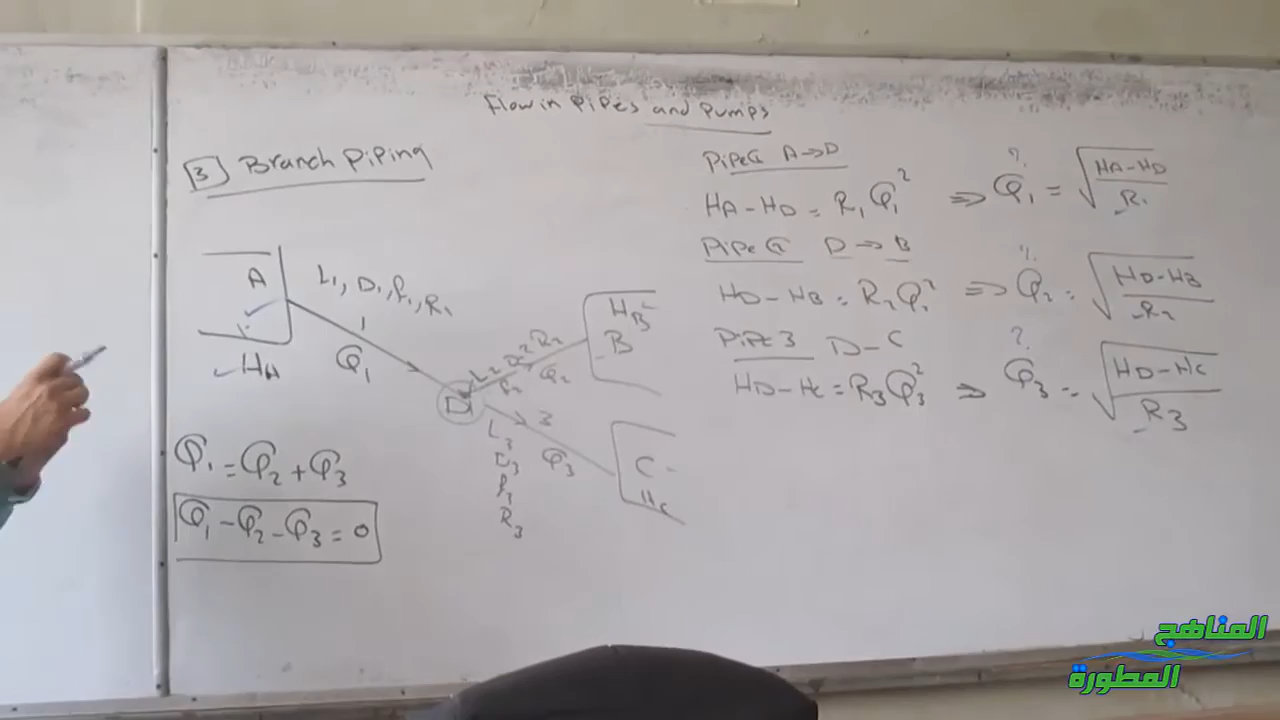 Flow in Pipes and Pumps
3 Branch Piping
A
HA
L1, D1, f1, R1
1
Q1
D
L2 D2 R2
f2 Q2
HB
B
3
Q3
L3
D3
f3
R3
C
Hc
Q1 = Q2 + Q3
Q1 - Q2 - Q3 = 0
A → D
HA - HD = R1 Q1² ⇒ Q1 = √((HA - HD)/R1)
?
D → B
HD - HB = R2 Q2² ⇒ Q2 = √((HD - HB)/R2)
?
Pipe 3 D - C
HD - Hc = R3 Q3² ⇒ Q3 = √((HD - Hc)/R3)
?
المناهج
المطورة